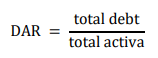 DAR = total debt
total activa